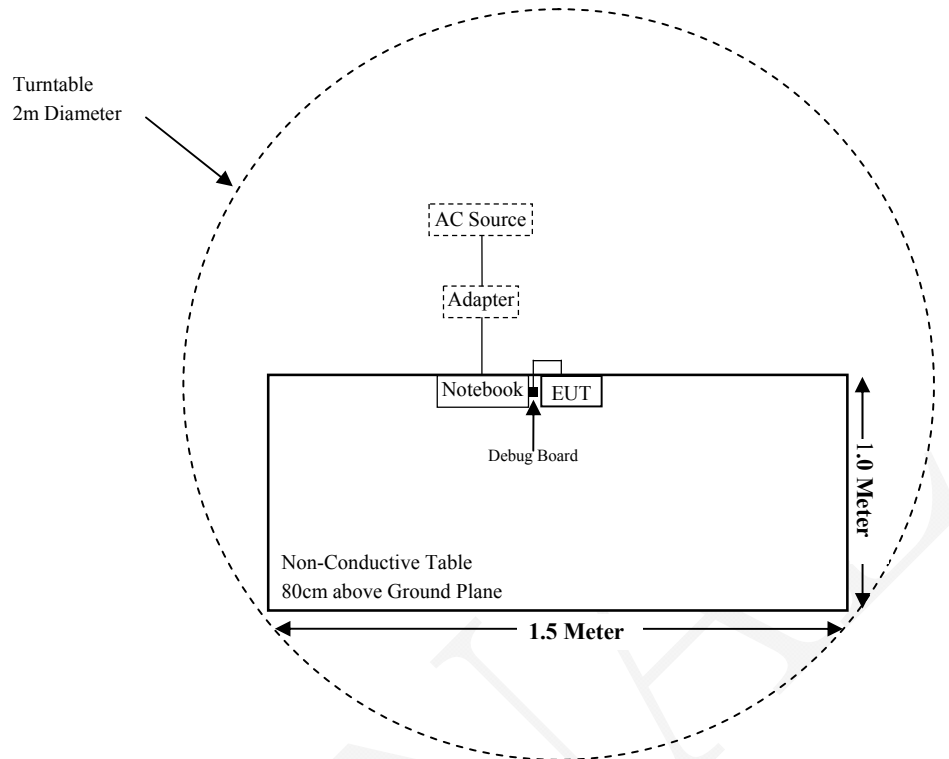 Turntable
2m Diameter
AC Source
Adapter
Notebook
EUT
Debug Board
1.0 Meter
Non-Conductive Table
80cm above Ground Plane
1.5 Meter